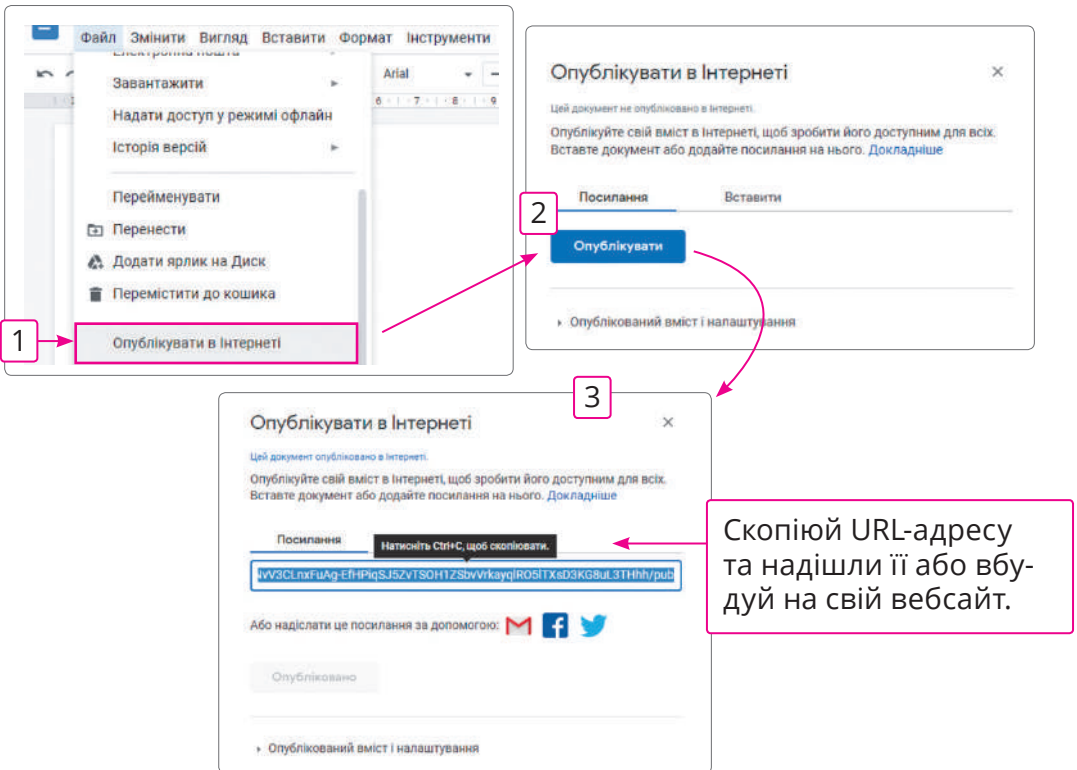 Файл Змінити Вигляд Вставити Формат Інструменти
Електронна пошта
Завантажити
Arial
6 7 8 9
Надати доступ у режимі офлайн
Історія версій
Перейменувати
Перенести
Додати ярлик на Диск
Перемістити до кошика
1
Опублікувати в Інтернеті
Опублікувати в Інтернеті
Цей документ не опубліковано в Інтернеті.
Опублікуйте свій вміст в Інтернеті, щоб зробити його доступним для всіх.
Вставте документ або додайте посилання на нього. Докладніше
2
Посилання Вставити
Опублікувати
Опублікований вміст і налаштування
3
Опублікувати в Інтернеті
Цей документ опубліковано в Інтернеті.
Опублікуйте свій вміст в Інтернеті, щоб зробити його доступним для всіх.
Вставте документ або додайте посилання на нього. Докладніше
Посилання
Натисніть Ctrl+C, щоб скопіювати.
Або надіслати це посилання за допомогою:
Опубліковано
Опублікований вміст і налаштування
Скопіюй URL-адресу
та надішли її або вбу-
дуй на свій вебсайт.